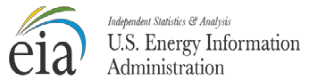 eia
Independent Statistics & Analysis
U.S. Energy Information
Administration